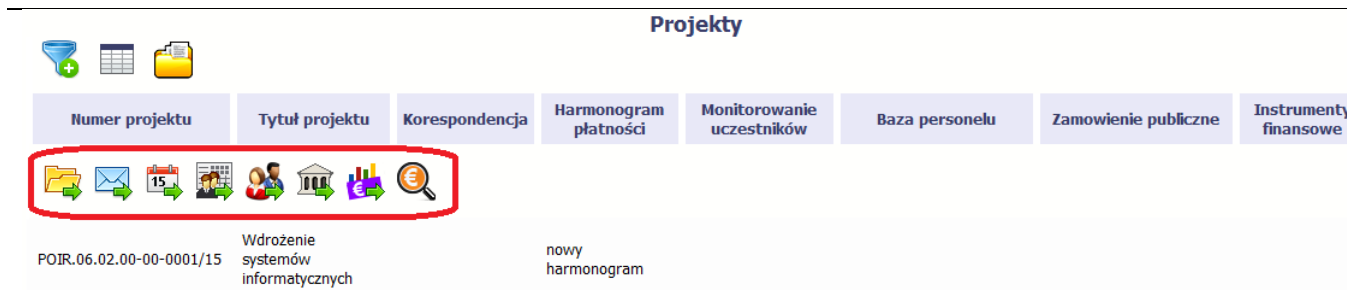 Projekty
Numer projektu
Tytuł projektu
Korespondencja
Harmonogram
płatności
Monitorowanie
uczestników
Baza personelu
Zamowienie publiczne
Instrumenty
finansowe
15
€
€
POIR.06.02.00-00-0001/15
Wdrożenie
systemów
informatycznych
nowy
harmonogram